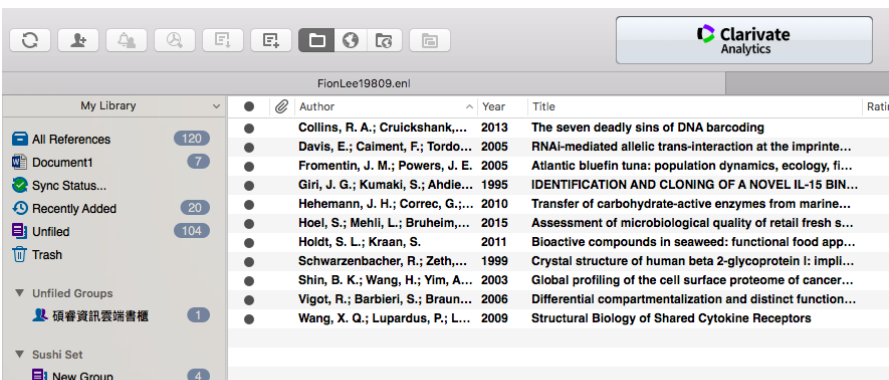 Clarivate
Analytics
FionLee19809.enl
My Library
Author Year Title Ratin
All References 120
Document1 7
Sync Status...
Recently Added 20
Unfiled 104
Trash
Unfiled Groups
碩睿資訊雲端書櫃 1
Sushi Set
New Group 4
Collins, R. A.; Cruickshank,... 2013 The seven deadly sins of DNA barcoding
Davis, E.; Caiment, F.; Tordo... 2005 RNAi-mediated allelic trans-interaction at the imprinte...
Fromentin, J. M.; Powers, J. E. 2005 Atlantic bluefin tuna: population dynamics, ecology, fi...
Giri, J. G.; Kumaki, S.; Ahdie... 1995 IDENTIFICATION AND CLONING OF A NOVEL IL-15 BIN...
Hehemann, J. H.; Correc, G.;... 2010 Transfer of carbohydrate-active enzymes from marine...
Hoel, S.; Mehli, L.; Bruheim,... 2015 Assessment of microbiological quality of retail fresh s...
Holdt, S. L.; Kraan, S. 2011 Bioactive compounds in seaweed: functional food app...
Schwarzenbacher, R.; Zeth,... 1999 Crystal structure of human beta 2-glycoprotein I: impli...
Shin, B. K.; Wang, H.; Yim, A... 2003 Global profiling of the cell surface proteome of cancer...
Vigot, R.; Barbieri, S.; Braun... 2006 Differential compartmentalization and distinct function...
Wang, X. Q.; Lupardus, P.; L... 2009 Structural Biology of Shared Cytokine Receptors